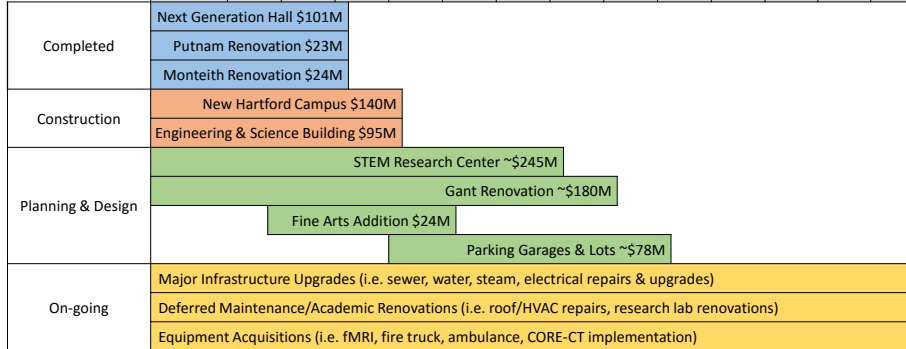 Next Generation Hall $101M
Completed
Putnam Renovation $23M
Monteith Renovation $24M
New Hartford Campus $140M
Construction
Engineering & Science Building $95M
STEM Research Center ~$245M
Gant Renovation ~$180M
Planning & Design
Fine Arts Addition $24M
Parking Garages & Lots ~$78M
Major Infrastructure Upgrades (i.e. sewer, water, steam, electrical repairs & upgrades)
On-going
Deferred Maintenance/Academic Renovations (i.e. roof/HVAC repairs, research lab renovations)
Equipment Acquisitions (i.e. fMRI, fire truck, ambulance, CORE-CT implementation)